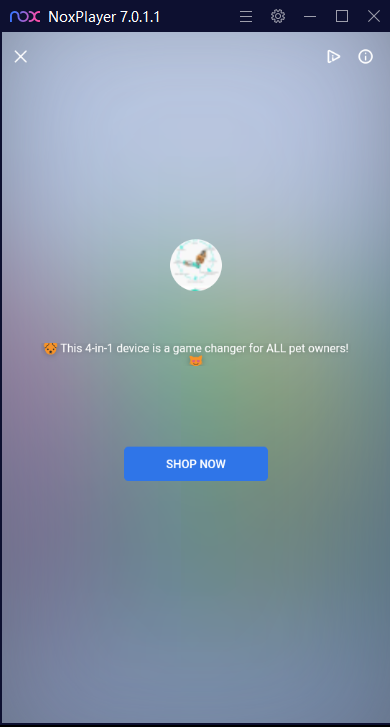 nox NoxPlayer 7.0.1.1
🐯 This 4-in-1 device is a game changer for ALL pet owners!
🐱
SHOP NOW